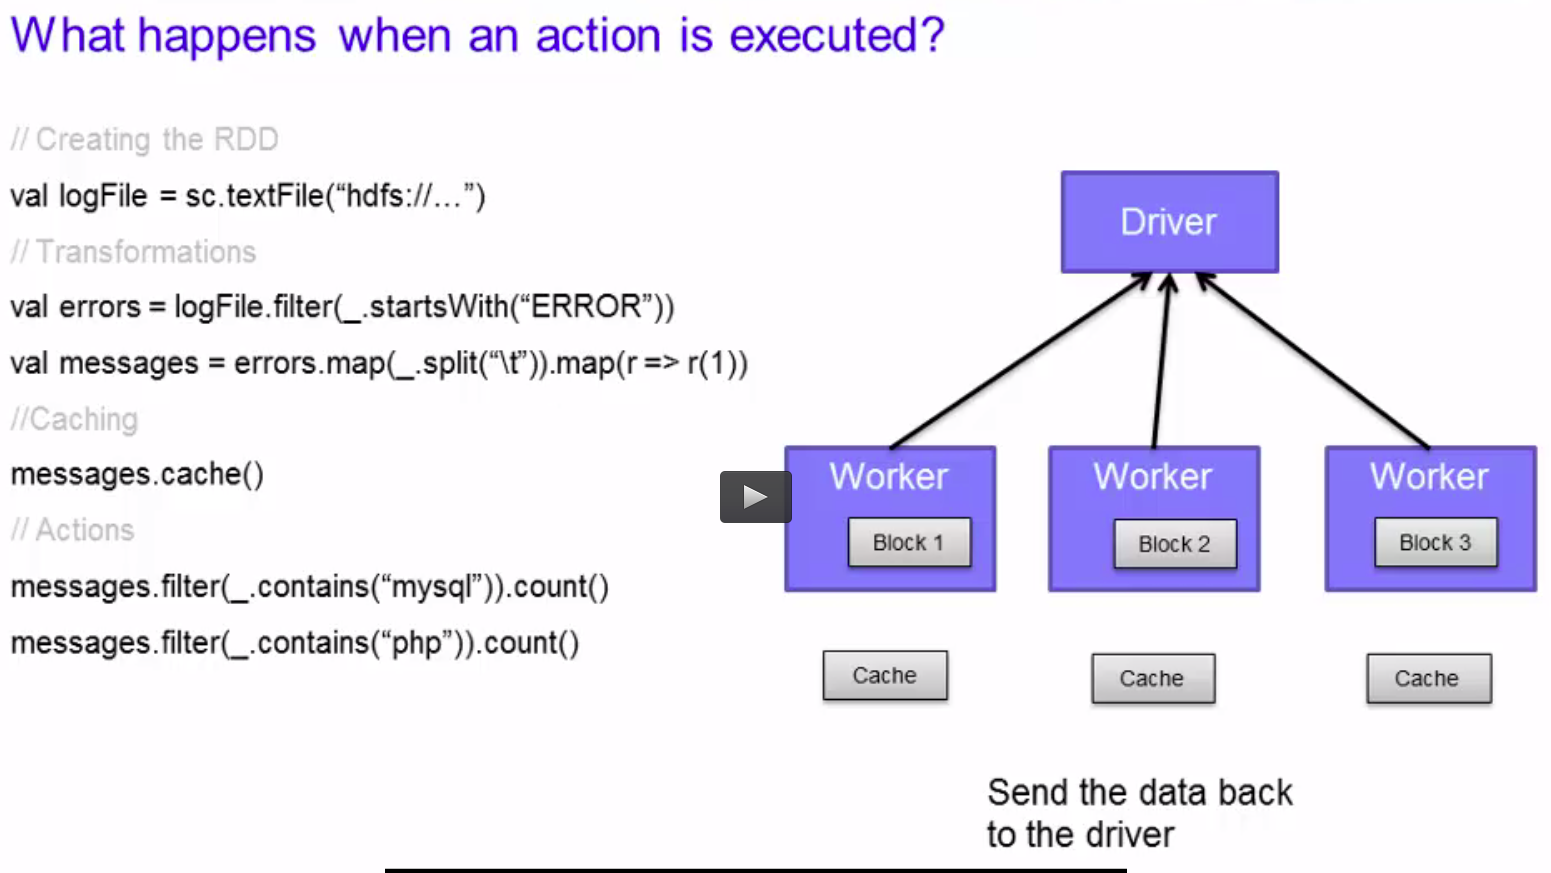 What happens when an action is executed?
// Creating the RDD
val logFile = sc.textFile(“hdfs://…”)
// Transformations
val errors = logFile.filter(_.startsWith(“ERROR”))
val messages = errors.map(_.split(“\t”)).map(r => r(1))
//Caching
messages.cache()
// Actions
messages.filter(_.contains(“mysql”)).count()
messages.filter(_.contains(“php”)).count()
Driver
Worker
Block 1
Worker
Block 2
Worker
Block 3
Cache
Cache
Cache
Send the data back
to the driver